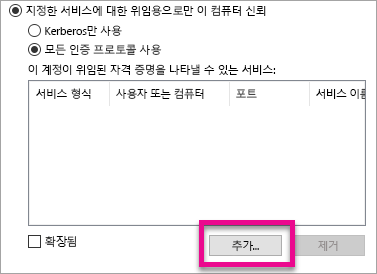 지정한 서비스에 대한 위임용으로만 이 컴퓨터 신뢰
Kerberos만 사용
모든 인증 프로토콜 사용
이 계정이 위임된 자격 증명을 나타낼 수 있는 서비스:
서비스 형식 사용자 또는 컴퓨터 포트 서비스 이름
확장됨 추가... 제거